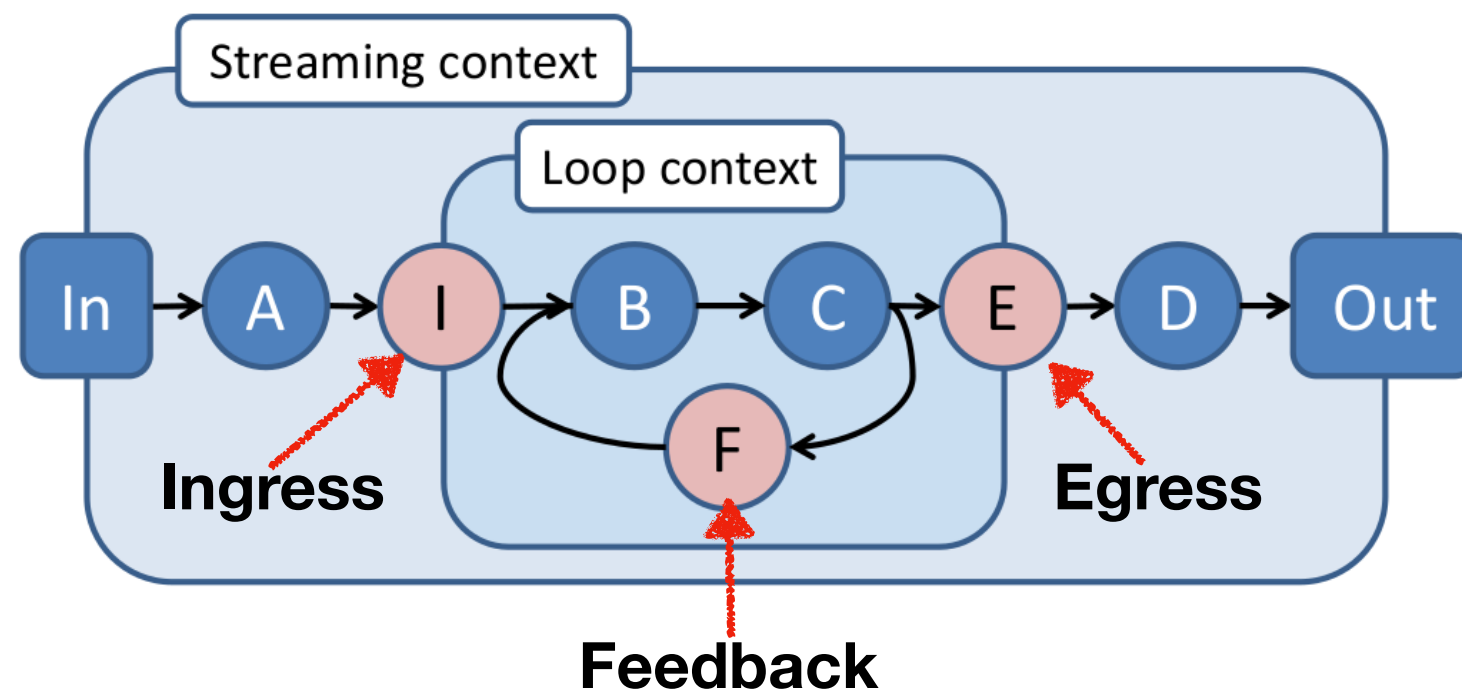 Streaming context
Loop context
In
A
I
B
C
E
D
Out
F
Ingress
Egress
Feedback